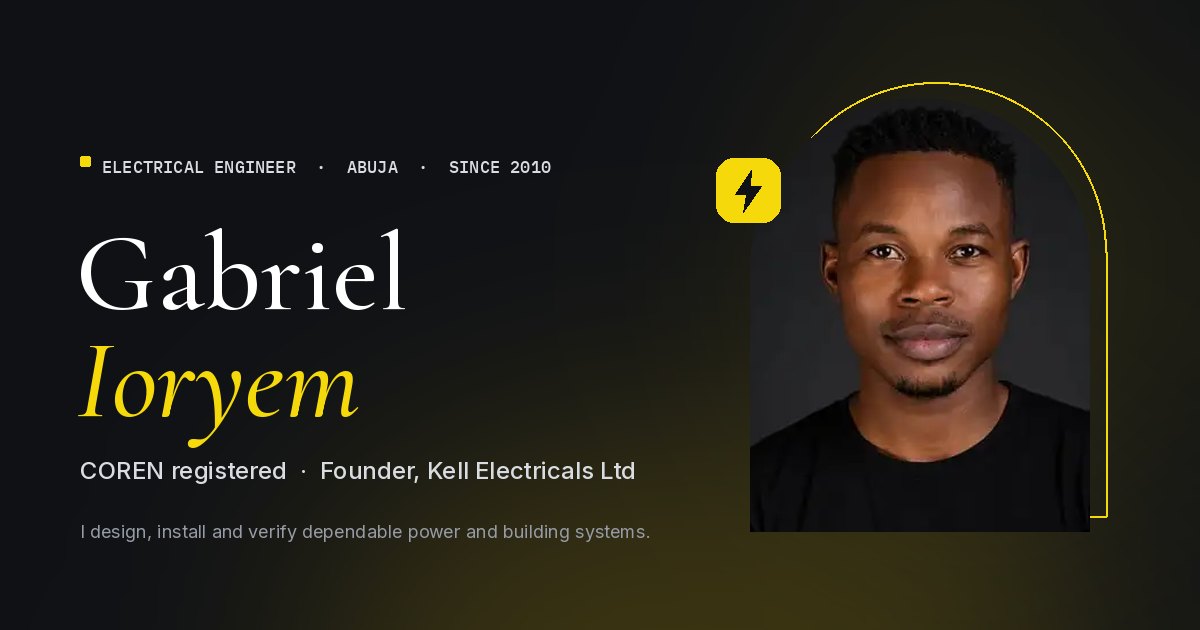 ELECTRICAL ENGINEER · ABUJA · SINCE 2010
Gabriel
Ioryem
COREN registered · Founder, Kell Electricals Ltd
I design, install and verify dependable power and building systems.